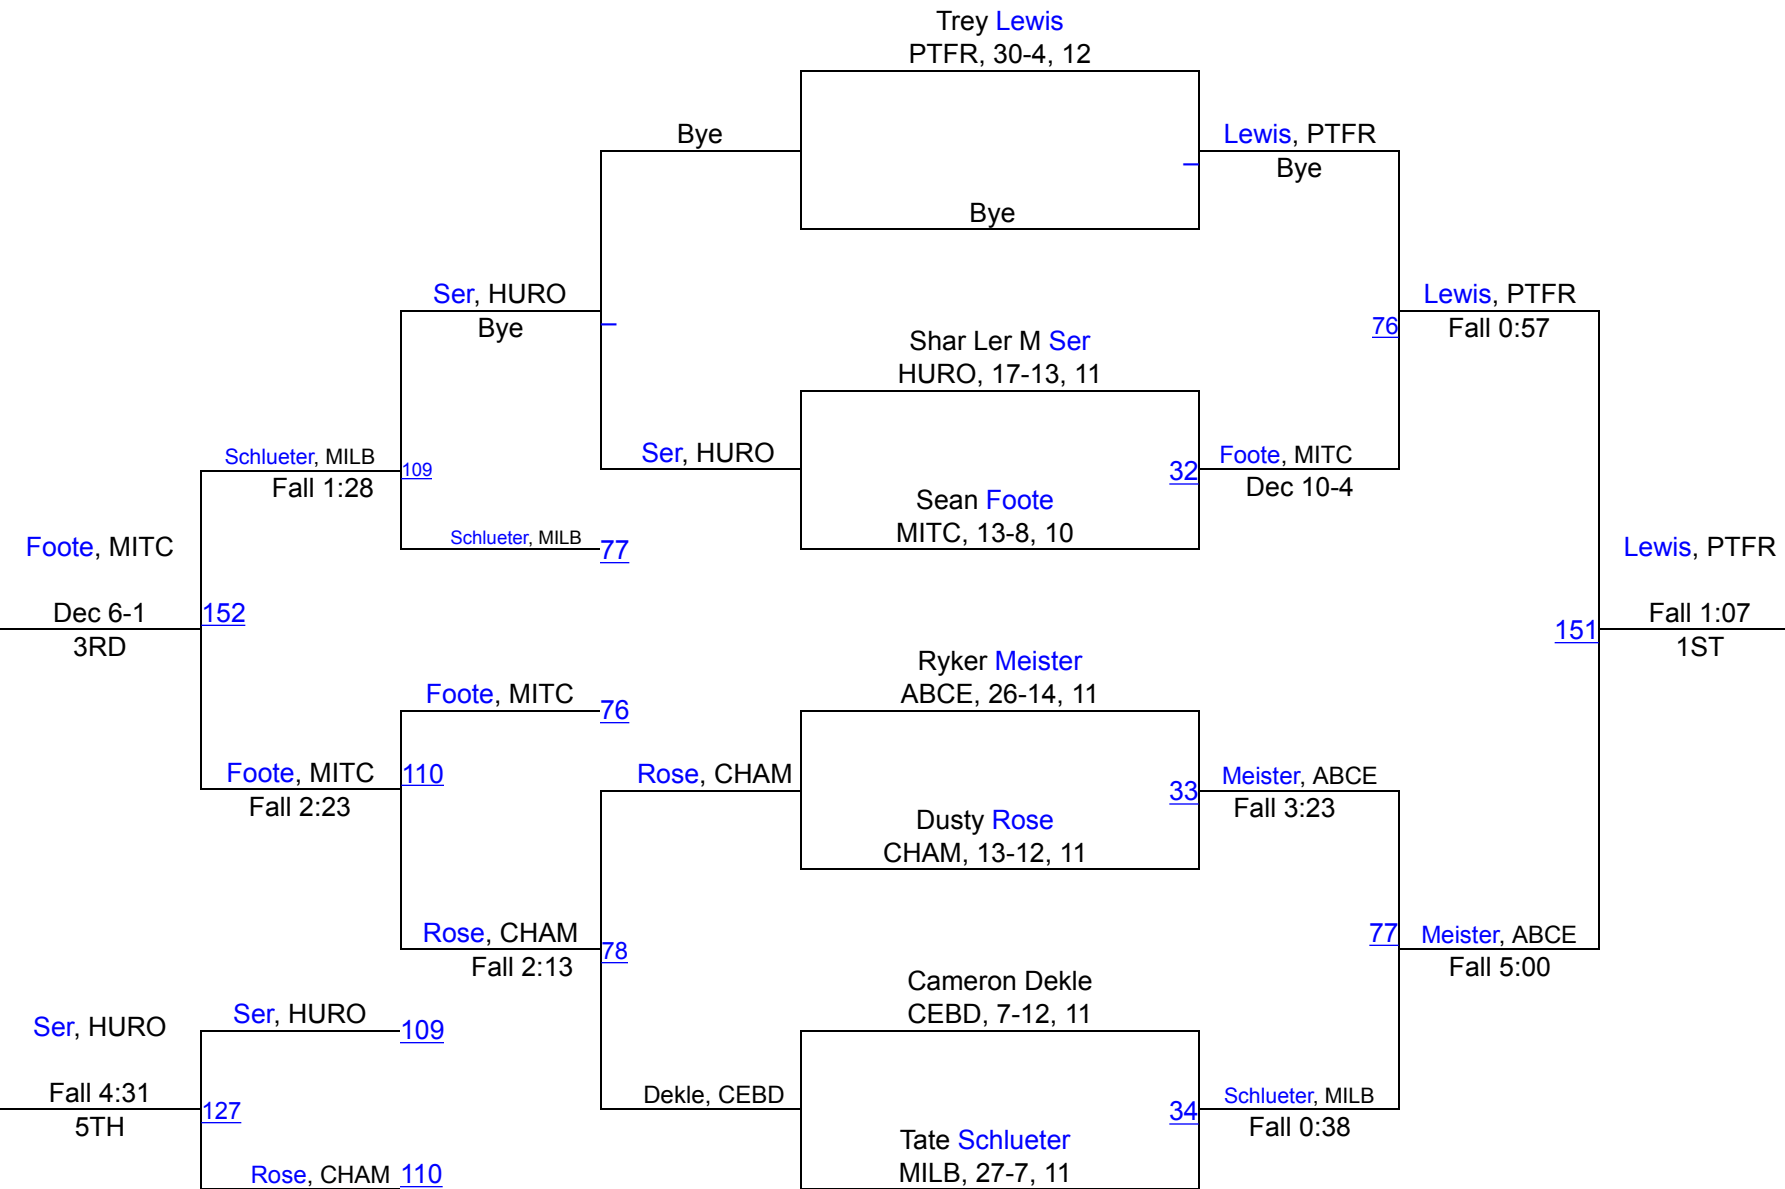 Trey Lewis
PTFR, 30-4, 12
Bye
Lewis, PTFR
Bye
Bye
Ser, HURO
Bye
Lewis, PTFR
76
Fall 0:57
Shar Ler M Ser
HURO, 17-13, 11
Ser, HURO
32
Foote, MITC
Dec 10-4
Schlueter, MILB
109
Fall 1:28
Sean Foote
MITC, 13-8, 10
Schlueter, MILB
77
Foote, MITC
Dec 6-1
152
3RD
Lewis, PTFR
Fall 1:07
151
1ST
Ryker Meister
ABCE, 26-14, 11
Foote, MITC
76
Foote, MITC
110
Fall 2:23
Rose, CHAM
33
Meister, ABCE
Fall 3:23
Dusty Rose
CHAM, 13-12, 11
Rose, CHAM
78
Fall 2:13
77
Meister, ABCE
Fall 5:00
Cameron Dekle
CEBD, 7-12, 11
Ser, HURO
Ser, HURO
109
Fall 4:31
127
5TH
Dekle, CEBD
34
Schlueter, MILB
Fall 0:38
Tate Schlueter
MILB, 27-7, 11
Rose, CHAM
110